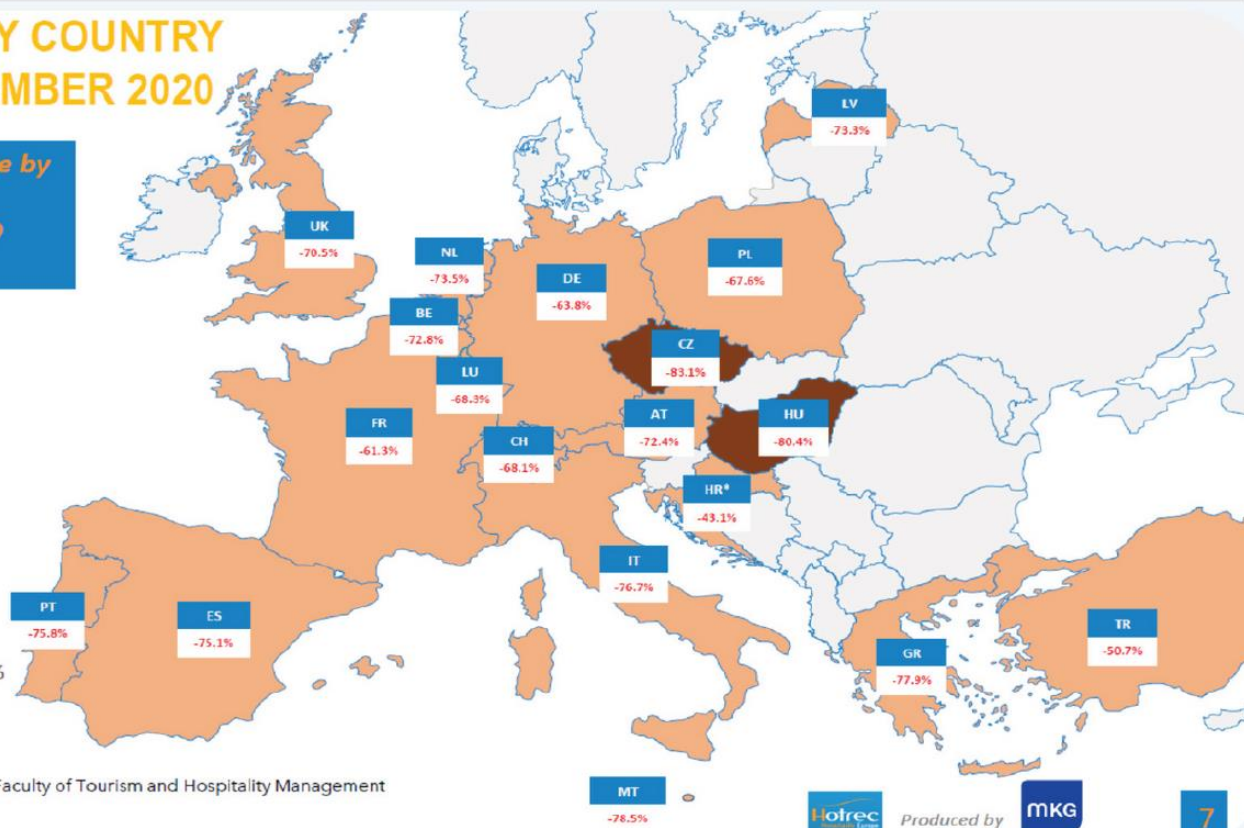 Y COUNTRY
MBER 2020
e by
LV
-73.3%
UK
-70.5%
NL
-73.5%
DE
-63.8%
PL
-67.6%
BE
-72.8%
CZ
-83.1%
LU
-68.3%
AT
-72.4%
HU
-80.4%
FR
-61.3%
CH
-68.1%
HR*
-43.1%
IT
-76.7%
PT
-75.8%
ES
-75.1%
TR
-50.7%
GR
-77.9%
%
Faculty of Tourism and Hospitality Management
MT
-78.5%
Hotrec
Produced by
MKG
7